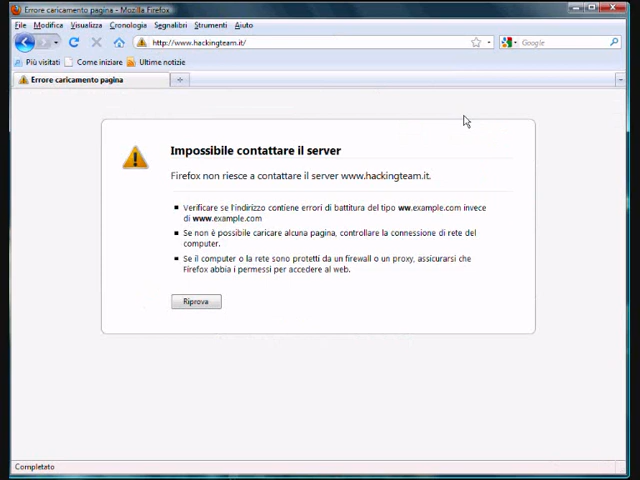 Errore caricamento pagina - Mozilla Firefox
File Modifica Visualizza Cronologia Segnalibri Strumenti Aiuto
http://www.hackingteam.it/ Google
Più visitati Come iniziare Ultime notizie
Errore caricamento pagina
Impossibile contattare il server
Firefox non riesce a contattare il server www.hackingteam.it.
Verificare se l'indirizzo contiene errori di battitura del tipo ww.example.com invece
di www.example.com
Se non è possibile caricare alcuna pagina, controllare la connessione di rete del
computer.
Se il computer o la rete sono protetti da un firewall o un proxy, assicurarsi che
Firefox abbia i permessi per accedere al web.
Riprova
Completato